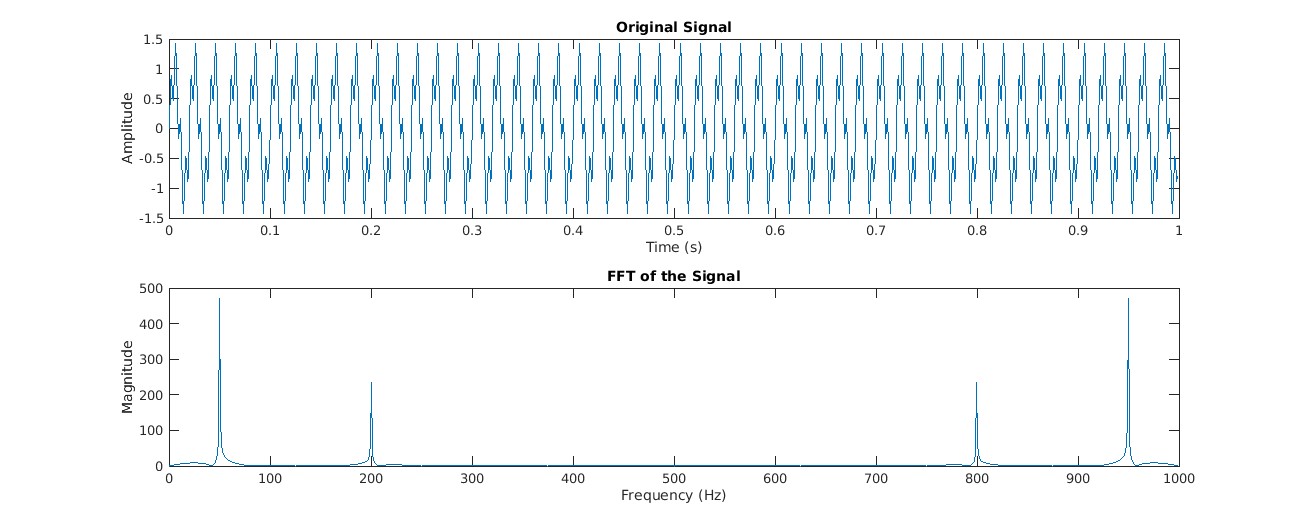 Original Signal
1.5
1
0.5
0
-0.5
-1
-1.5
Amplitude
0 0.1 0.2 0.3 0.4 0.5 0.6 0.7 0.8 0.9 1
Time (s)
FFT of the Signal
500
400
300
200
100
0
Magnitude
0 100 200 300 400 500 600 700 800 900 1000
Frequency (Hz)